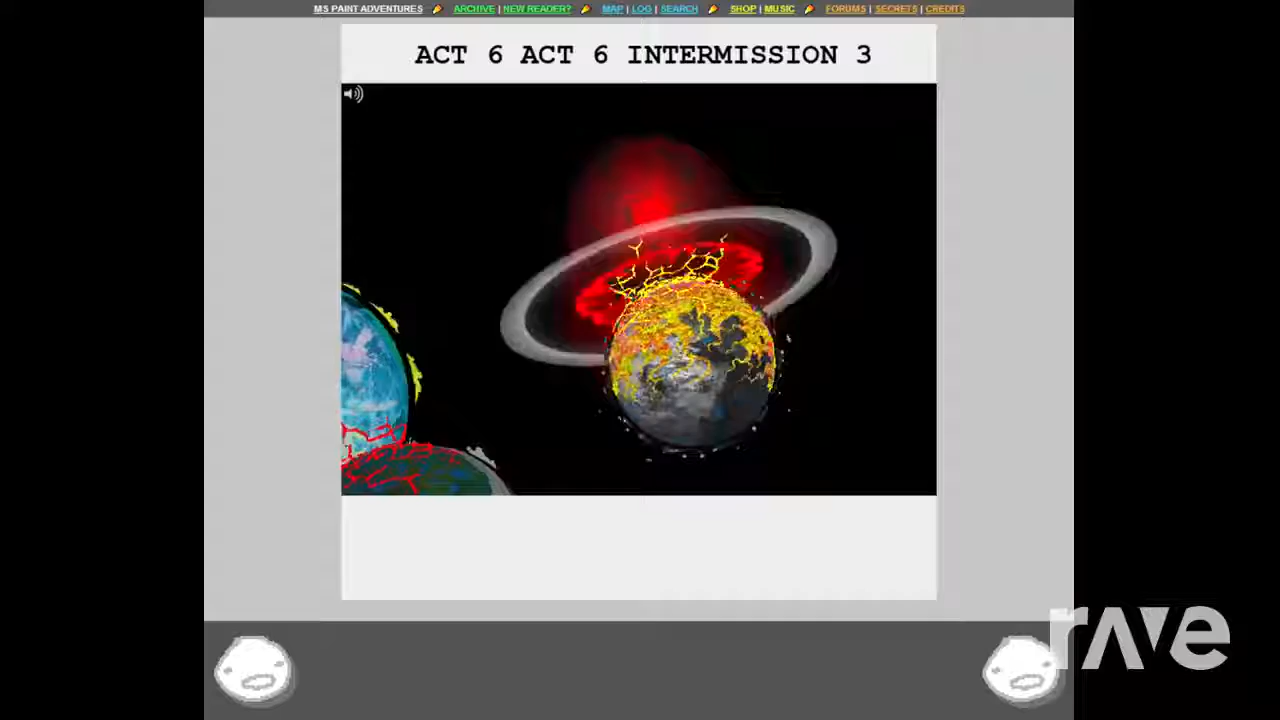 MS PAINT ADVENTURES ARCHIVE | NEW READER? MAP | LOG | SEARCH SHOP | MUSIC FORUMS | SECRETS | CREDITS
ACT 6 ACT 6 INTERMISSION 3
rave